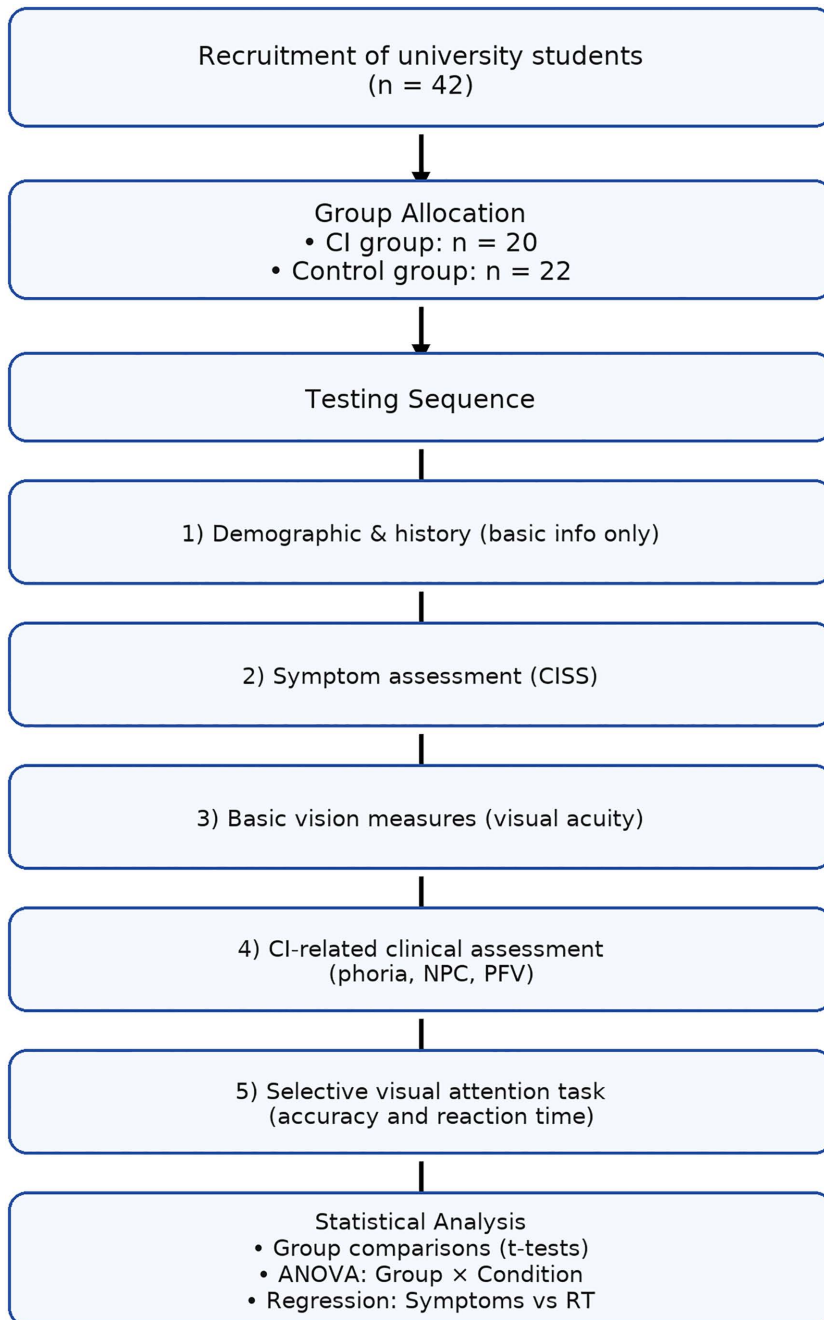 Recruitment of university students
(n = 42)
Group Allocation
• CI group: n = 20
• Control group: n = 22
Testing Sequence
1) Demographic & history (basic info only)
2) Symptom assessment (CISS)
3) Basic vision measures (visual acuity)
4) CI-related clinical assessment
(phoria, NPC, PFV)
5) Selective visual attention task
(accuracy and reaction time)
Statistical Analysis
• Group comparisons (t-tests)
• ANOVA: Group × Condition
• Regression: Symptoms vs RT